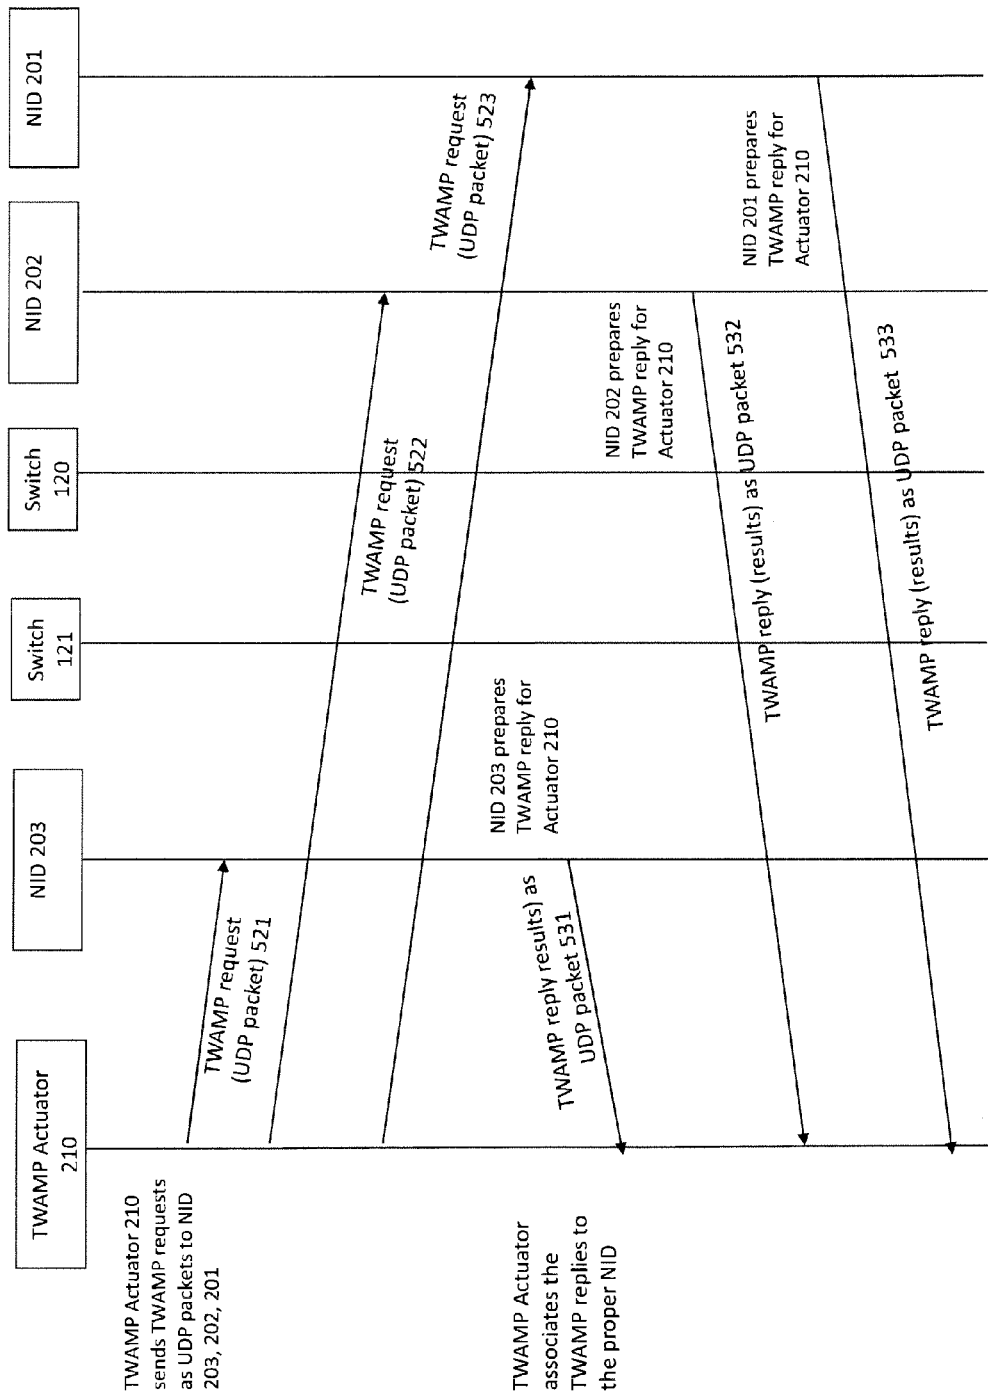 TWAMP Actuator
210
NID 203
Switch
121
Switch
120
NID 202
NID 201
TWAMP Actuator 210
sends TWAMP requests
as UDP packets to NID
203, 202, 201
TWAMP request
(UDP packet) 521
TWAMP request
(UDP packet) 522
TWAMP request
(UDP packet) 523
TWAMP Actuator
associates the
TWAMP replies to
the proper NID
NID 203 prepares
TWAMP reply for
Actuator 210
TWAMP reply results) as
UDP packet 531
NID 202 prepares
TWAMP reply for
Actuator 210
TWAMP reply (results) as UDP packet 532
NID 201 prepares
TWAMP reply for
Actuator 210
TWAMP reply (results) as UDP packet 533